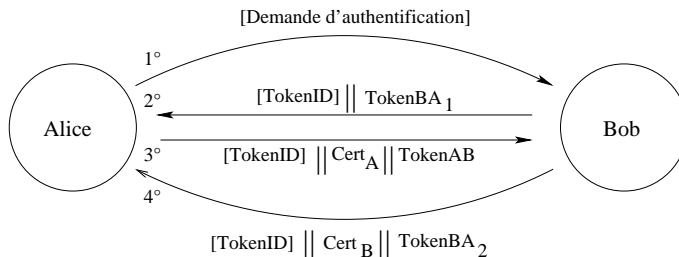 [Demande d'authentification]
1°
2°
[TokenID] || TokenBA1
Alice
Bob
3°
[TokenID] || CertA || TokenAB
4°
[TokenID] || CertB || TokenBA2